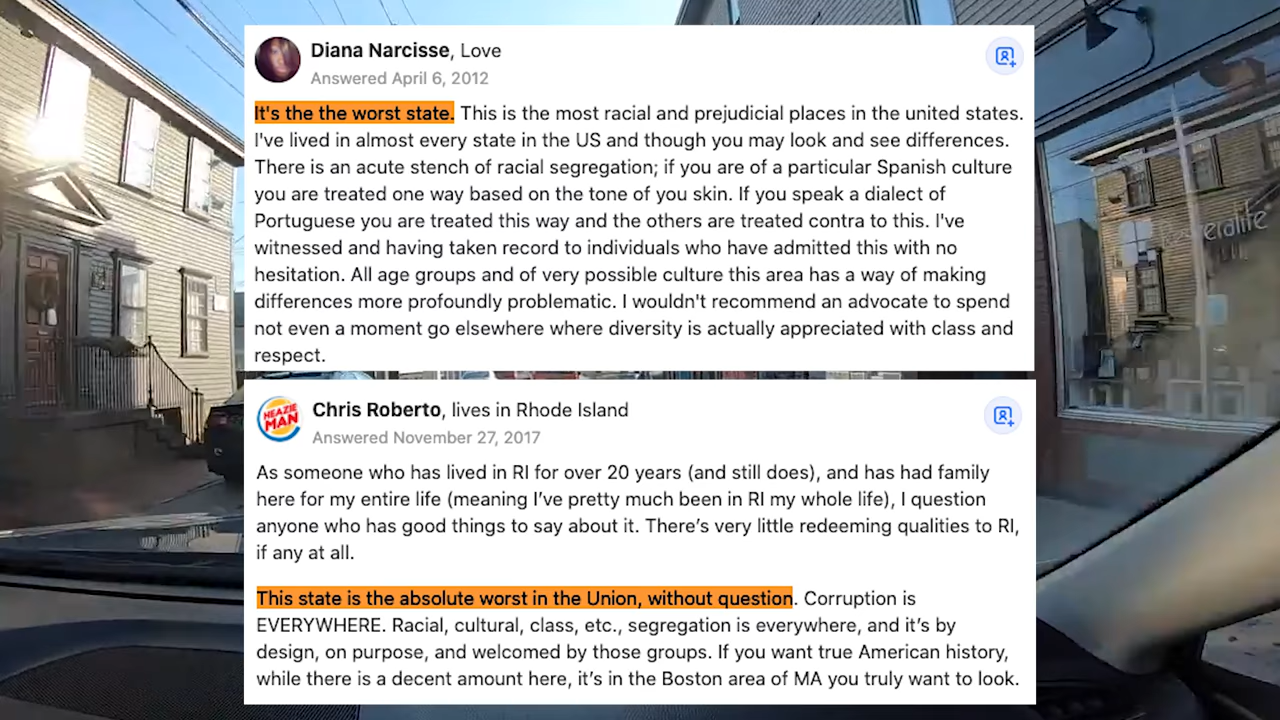 Diana Narcisse, Love
Answered April 6, 2012
It's the the worst state. This is the most racial and prejudicial places in the united states.
I've lived in almost every state in the US and though you may look and see differences.
There is an acute stench of racial segregation; if you are of a particular Spanish culture
you are treated one way based on the tone of you skin. If you speak a dialect of
Portuguese you are treated this way and the others are treated contra to this. I've
witnessed and having taken record to individuals who have admitted this with no
hesitation. All age groups and of very possible culture this area has a way of making
differences more profoundly problematic. I wouldn't recommend an advocate to spend
not even a moment go elsewhere where diversity is actually appreciated with class and
respect.
HEAZIE
MAN
Chris Roberto, lives in Rhode Island
Answered November 27, 2017
As someone who has lived in RI for over 20 years (and still does), and has had family
here for my entire life (meaning I've pretty much been in RI my whole life), I question
anyone who has good things to say about it. There's very little redeeming qualities to RI,
if any at all.
This state is the absolute worst in the Union, without question. Corruption is
EVERYWHERE. Racial, cultural, class, etc., segregation is everywhere, and it's by
design, on purpose, and welcomed by those groups. If you want true American history,
while there is a decent amount here, it's in the Boston area of MA you truly want to look.